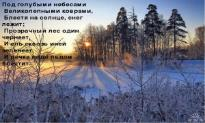 Под голубыми небесами
Великолепными коврами,
Блестя на солнце, снег
лежит;
Прозрачный лес один
чернеет,
И ель сквозь иней
зеленеет,
И речка подо льдом
блестит.